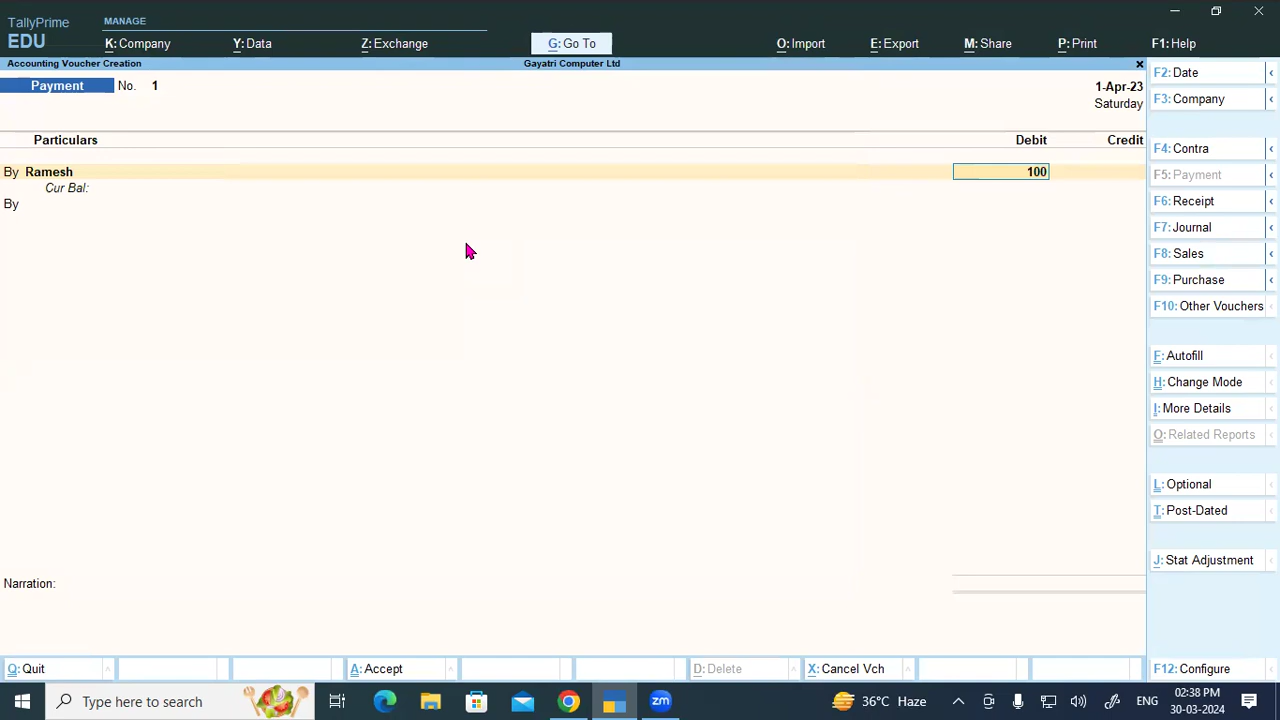 TallyPrime
EDU
MANAGE
K: Company
Y: Data
Z: Exchange
G: Go To
O: Import
E: Export
M: Share
P: Print
F1: Help
Accounting Voucher Creation
Gayatri Computer Ltd
×
Payment
No. 1
1-Apr-23
Saturday
Particulars
Debit
Credit
By Ramesh
100
Cur Bal:
By
Narration:
F2: Date
F3: Company
F4: Contra
F5: Payment
F6: Receipt
F7: Journal
F8: Sales
F9: Purchase
F10: Other Vouchers
F: Autofill
H: Change Mode
I: More Details
O: Related Reports
L: Optional
T: Post-Dated
J: Stat Adjustment
Q: Quit
A: Accept
D: Delete
X: Cancel Vch
F12: Configure
Type here to search
zm
36°C Haze
ENG
02:38 PM
30-03-2024